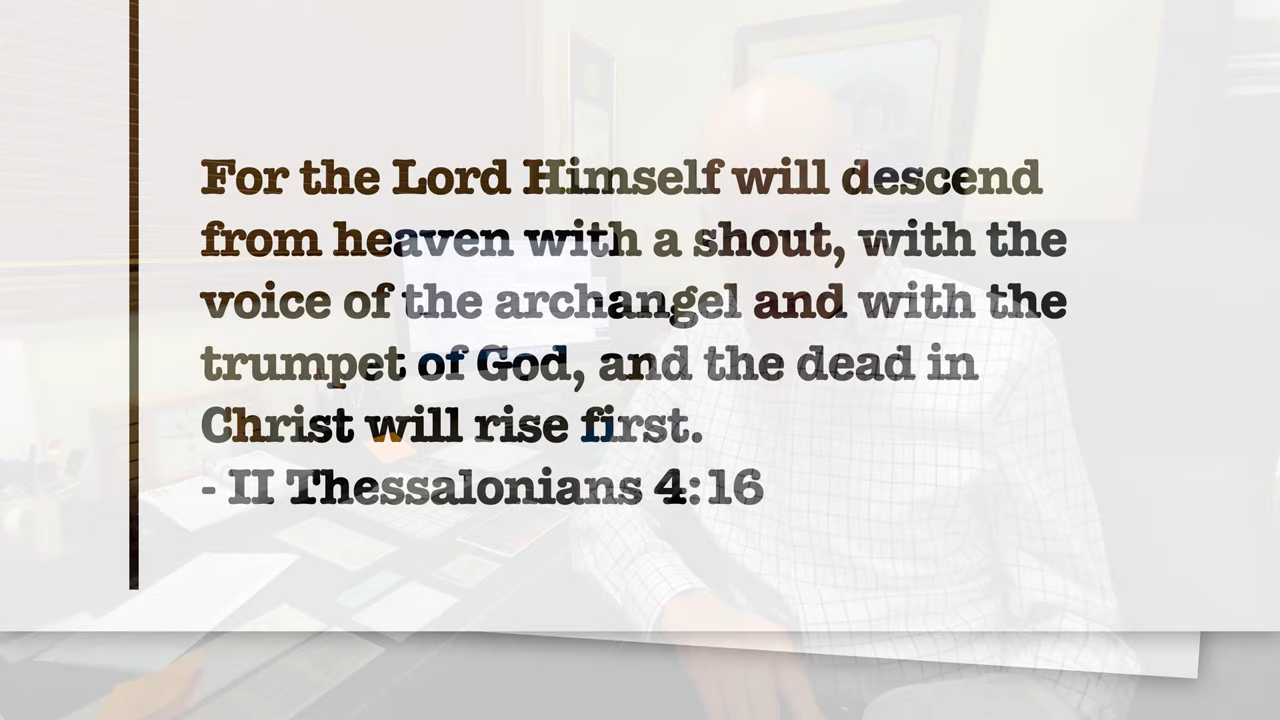 For the Lord Himself will descend
from heaven with a shout, with the
voice of the archangel and with the
trumpet of God, and the dead in
Christ will rise first.
- II Thessalonians 4:16